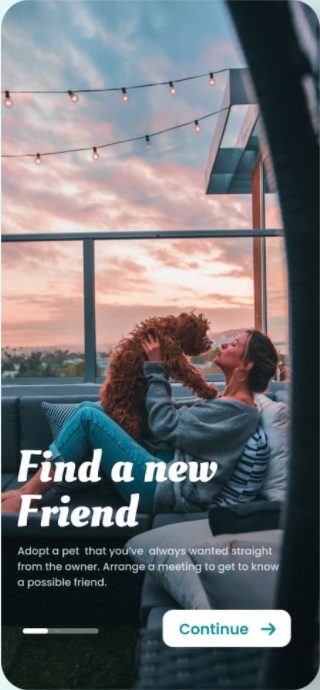 Find a new
Friend
Adopt a pet that you've always wanted straight
from the owner. Arrange a meeting to get to know
a possible friend.
Continue →